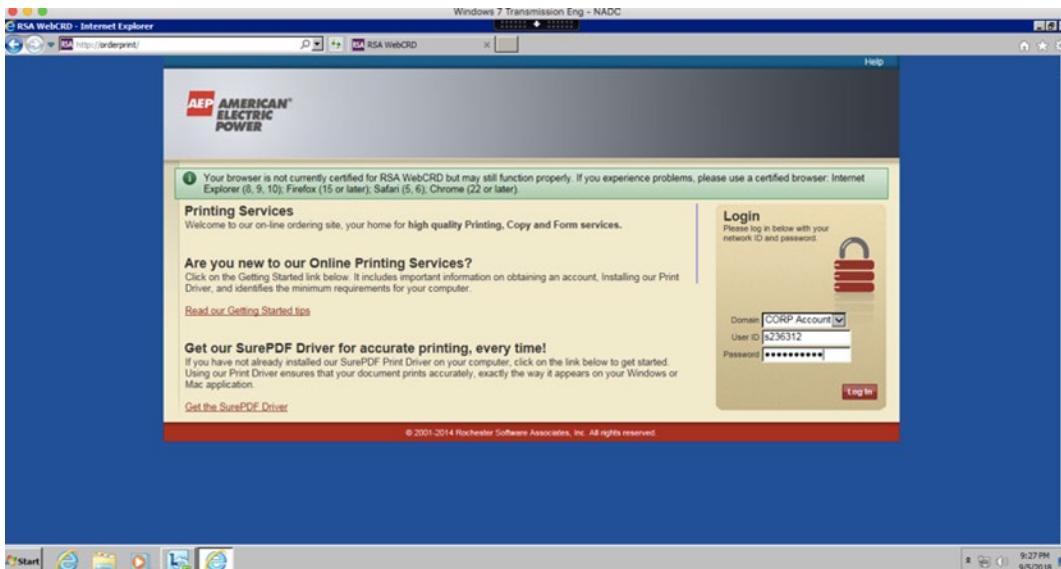 Windows 7 Transmission Eng - NADC
RSA WebCRD - Internet Explorer
RSA http://orderprint/
RSA RSA WebCRD
Help
AEP AMERICAN®
ELECTRIC
POWER
Your browser is not currently certified for RSA WebCRD but may still function properly. If you experience problems, please use a certified browser: Internet
Explorer (8, 9, 10); Firefox (15 or later); Safari (5, 6); Chrome (22 or later).
Printing Services
Welcome to our on-line ordering site, your home for high quality Printing, Copy and Form services.
Are you new to our Online Printing Services?
Click on the Getting Started link below. It includes important information on obtaining an account, Installing our Print
Driver, and identifies the minimum requirements for your computer.
Read our Getting Started tips
Get our SurePDF Driver for accurate printing, every time!
If you have not already installed our SurePDF Print Driver on your computer, click on the link below to get started.
Using our Print Driver ensures that your document prints accurately, exactly the way it appears on your Windows or
Mac application.
Get the SurePDF Driver
Login
Please log in below with your
network ID and password.
Domain CORP Account
User ID s236312
Password ••••••••••
Log In
© 2001-2014 Rochester Software Associates, Inc. All rights reserved.
Start
9:27 PM
9/5/2018